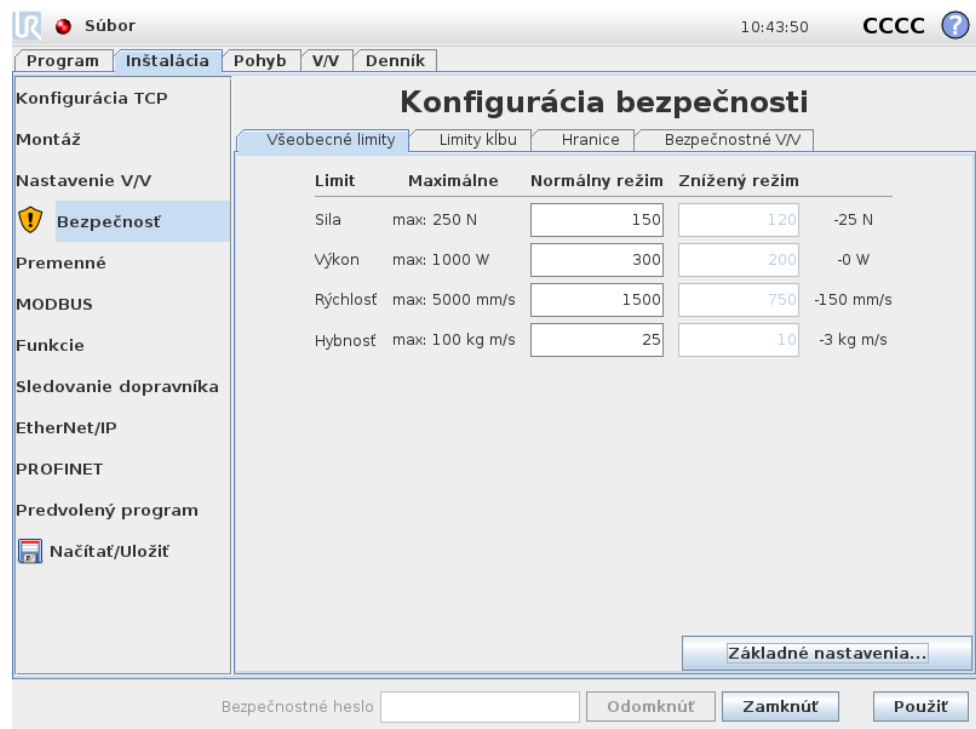 UR Súbor 10:43:50 CCCC ?
Program Inštalácia Pohyb V/V Denník
Konfigurácia TCP
Montáž
Nastavenie V/V
Bezpečnosť
Premenné
MODBUS
Funkcie
Sledovanie dopravníka
EtherNet/IP
PROFINET
Predvolený program
Načítať/Uložiť
Konfigurácia bezpečnosti
Všeobecné limity Limity kĺbu Hranice Bezpečnostné V/V
Limit Maximálne Normálny režim Znížený režim
Sila max: 250 N 150 120 -25 N
Výkon max: 1000 W 300 200 -0 W
Rýchlosť max: 5000 mm/s 1500 750 -150 mm/s
Hybnosť max: 100 kg m/s 25 10 -3 kg m/s
Základné nastavenia...
Bezpečnostné heslo Odomknúť Zamknúť Použiť